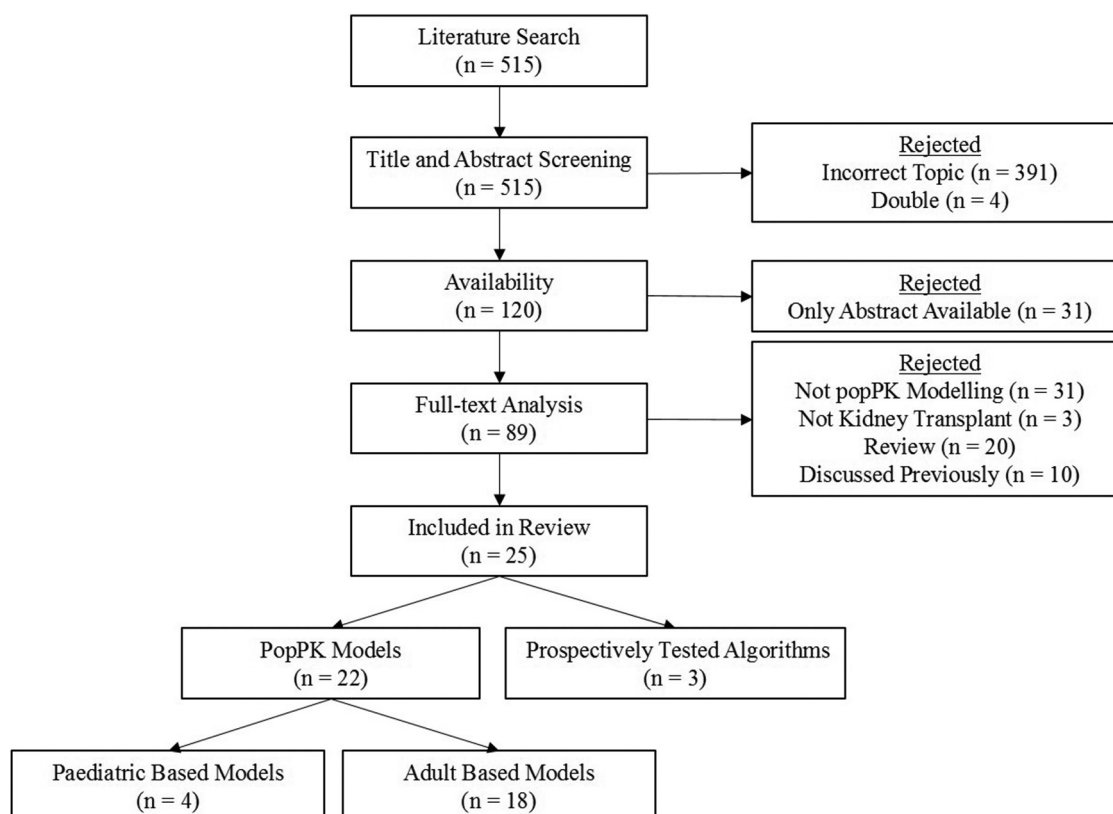 Literature Search
(n = 515)
Title and Abstract Screening
(n = 515)
Rejected
Incorrect Topic (n = 391)
Double (n = 4)
Availability
(n = 120)
Rejected
Only Abstract Available (n = 31)
Full-text Analysis
(n = 89)
Rejected
Not popPK Modelling (n = 31)
Not Kidney Transplant (n = 3)
Review (n = 20)
Discussed Previously (n = 10)
Included in Review
(n = 25)
PopPK Models
(n = 22)
Prospectively Tested Algorithms
(n = 3)
Paediatric Based Models
(n = 4)
Adult Based Models
(n = 18)